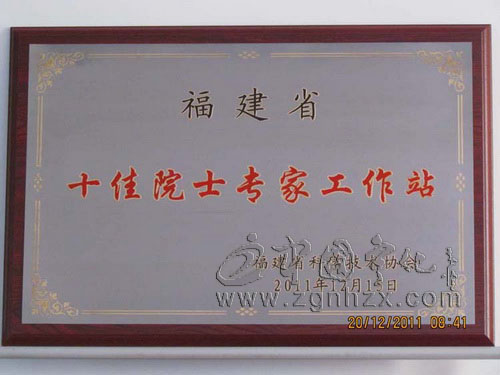 福建省
十佳院士专家工作站
福建省科学技术协会
2011年12月15日
www.zgnhzx.com
20/12/2011 08:41